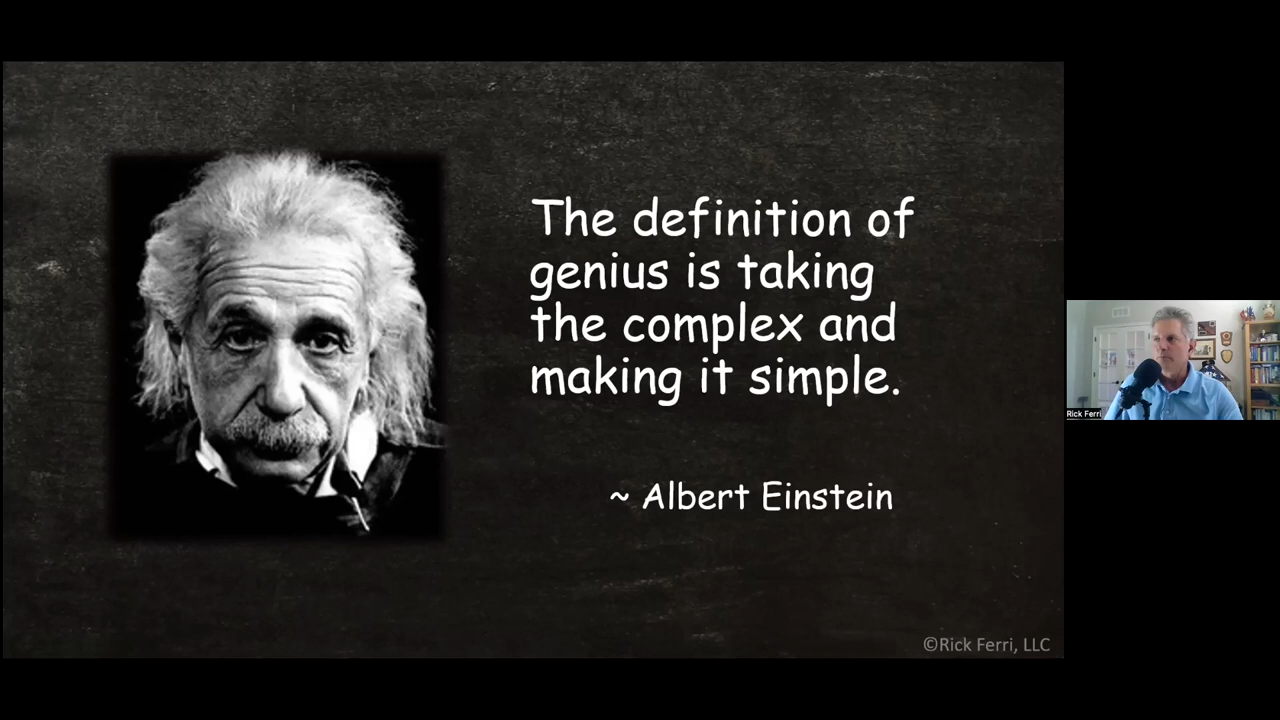 The definition of
genius is taking
the complex and
making it simple.
~ Albert Einstein
Rick Ferri
©Rick Ferri, LLC